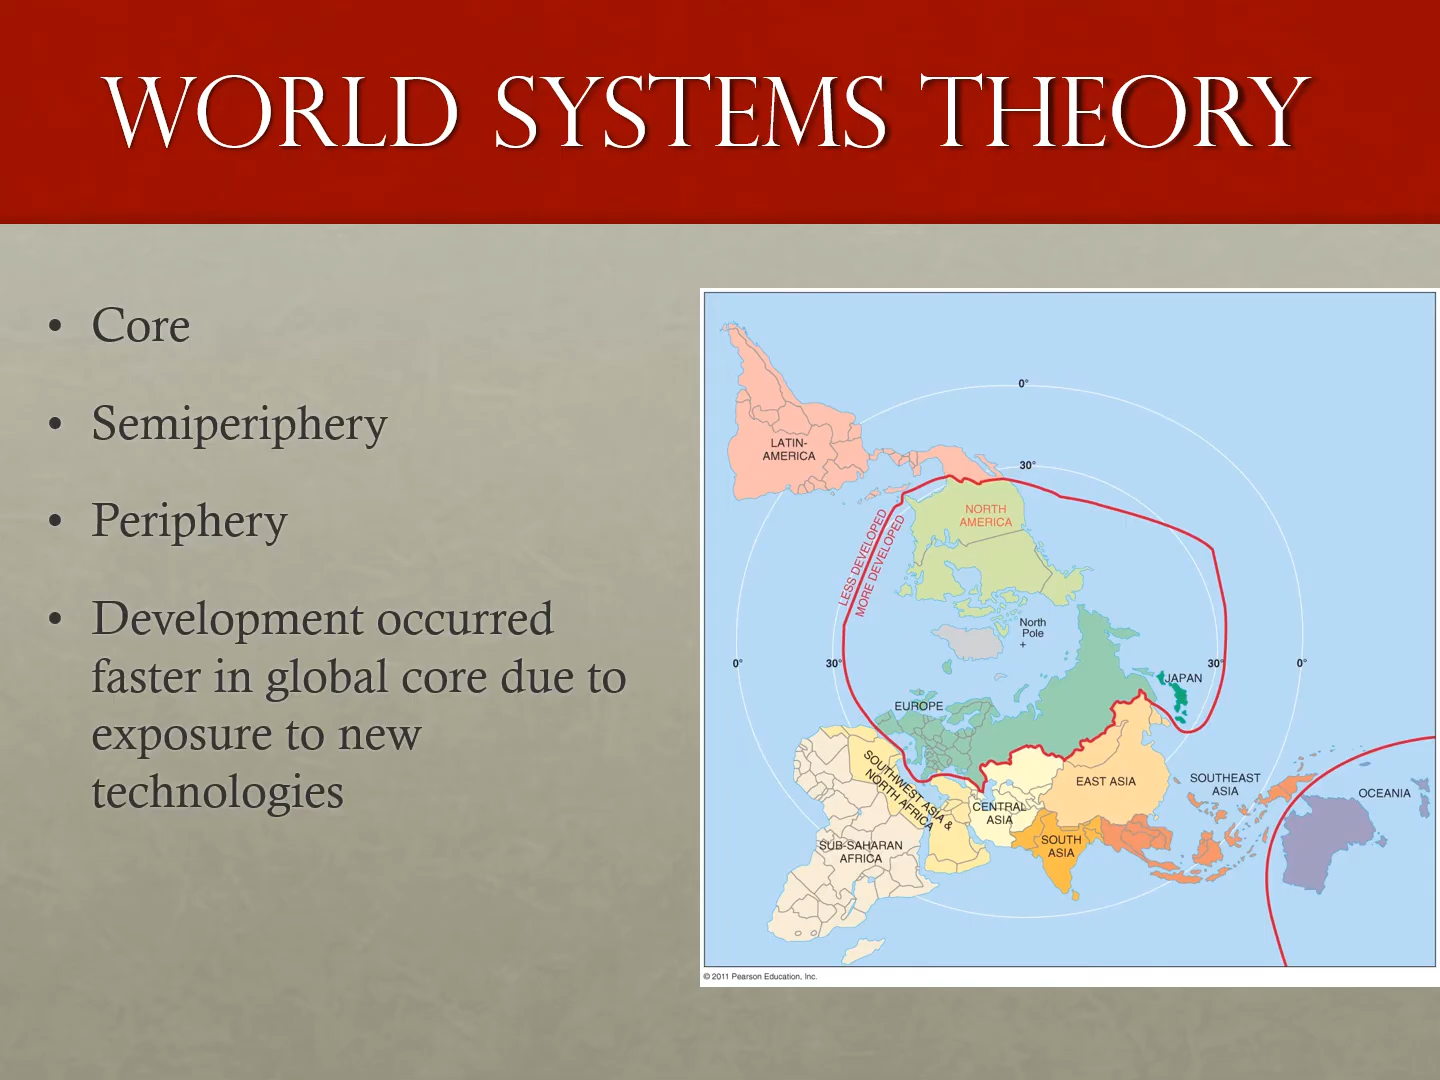 WORLD SYSTEMS THEORY
• Core
• Semiperiphery
• Periphery
• Development occurred
faster in global core due to
exposure to new
technologies
0°
LATIN-
AMERICA
30°
NORTH
AMERICA
LESS DEVELOPED
MORE DEVELOPED
North
Pole
+
0°
30°
30°
0°
JAPAN
EUROPE
SOUTHWEST ASIA &
NORTH AFRICA
EAST ASIA
SOUTHEAST
ASIA
OCEANIA
CENTRAL
ASIA
SOUTH
ASIA
SUB-SAHARAN
AFRICA
© 2011 Pearson Education, Inc.